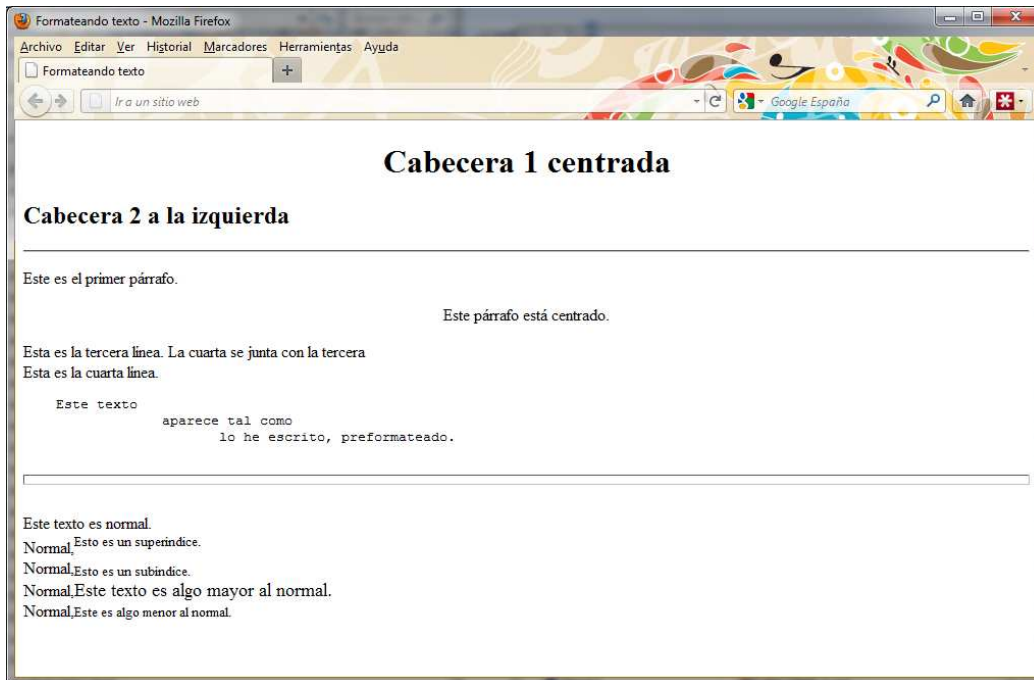 Formateando texto - Mozilla Firefox
Archivo Editar Ver Historial Marcadores Herramientas Ayuda
Formateando texto
Ir a un sitio web
Google España
Cabecera 1 centrada
Cabecera 2 a la izquierda
Este es el primer párrafo.
Este párrafo está centrado.
Esta es la tercera línea. La cuarta se junta con la tercera
Esta es la cuarta línea.
Este texto
aparece tal como
lo he escrito, preformateado.
Este texto es normal.
Normal,Esto es un superindice.
Normal,Esto es un subindice.
Normal,Este texto es algo mayor al normal.
Normal,Este es algo menor al normal.